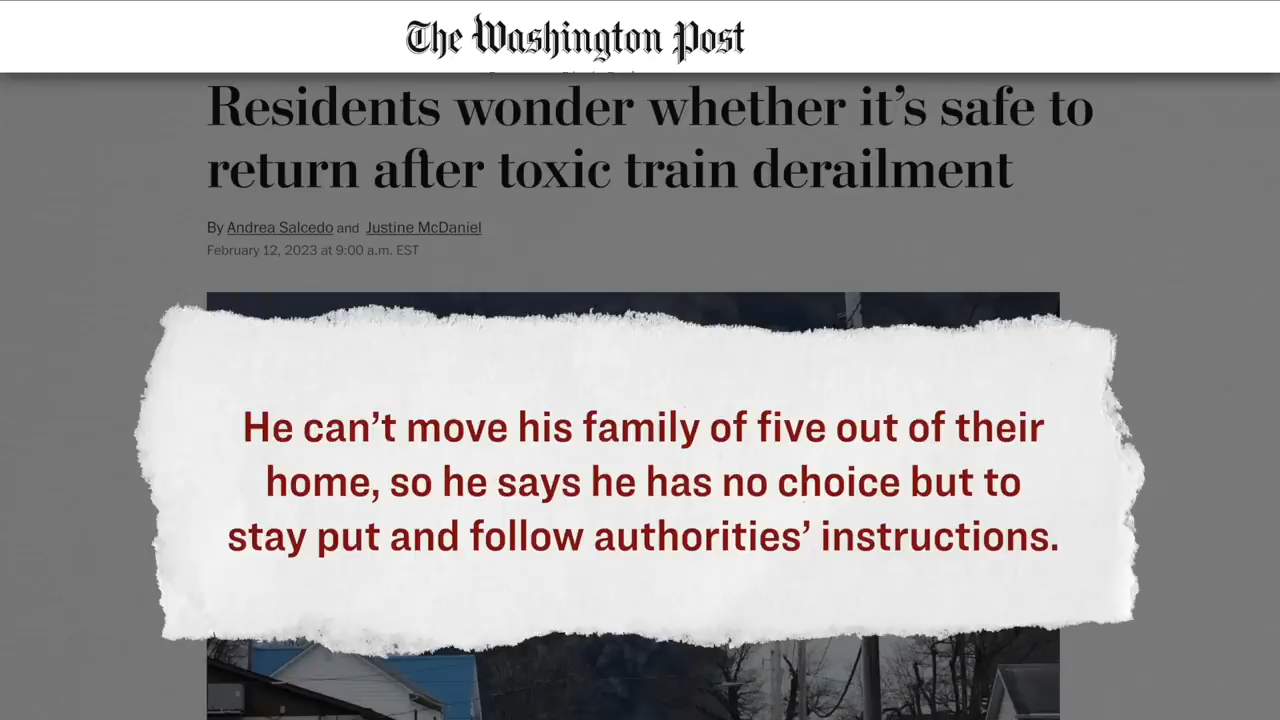 The Washington Post
Residents wonder whether it’s safe to
return after toxic train derailment
By Andrea Salcedo and Justine McDaniel
February 12, 2023 at 9:00 a.m. EST
He can’t move his family of five out of their
home, so he says he has no choice but to
stay put and follow authorities’ instructions.